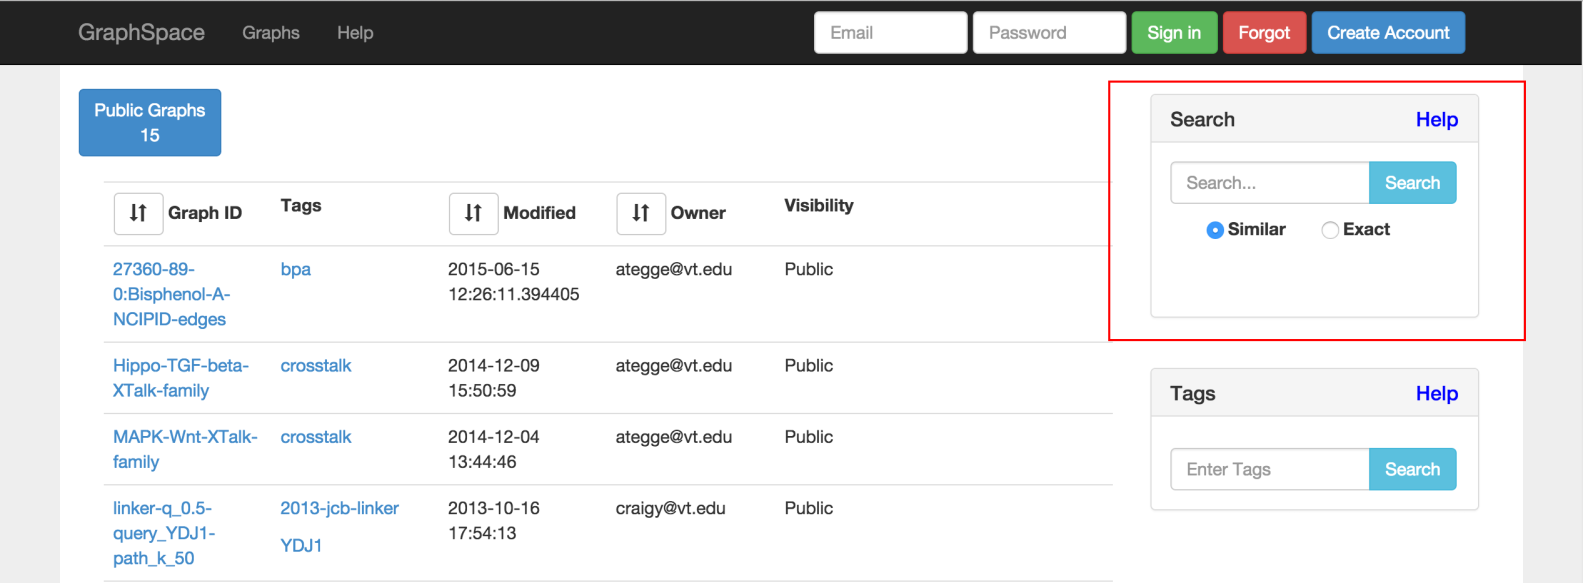 GraphSpace Graphs Help Email Password Sign in Forgot Create Account
Public Graphs
15
Graph ID Tags Modified Owner Visibility
27360-89-
0:Bisphenol-A-
NCIPID-edges
bpa
2015-06-15
12:26:11.394405
ategge@vt.edu
Public
Hippo-TGF-beta-
XTalk-family
crosstalk
2014-12-09
15:50:59
ategge@vt.edu
Public
MAPK-Wnt-XTalk-
family
crosstalk
2014-12-04
13:44:46
ategge@vt.edu
Public
linker-q_0.5-
query_YDJ1-
path_k_50
2013-jcb-linker
YDJ1
2013-10-16
17:54:13
craigy@vt.edu
Public
Search Help
Search... Search
Similar Exact
Tags Help
Enter Tags Search